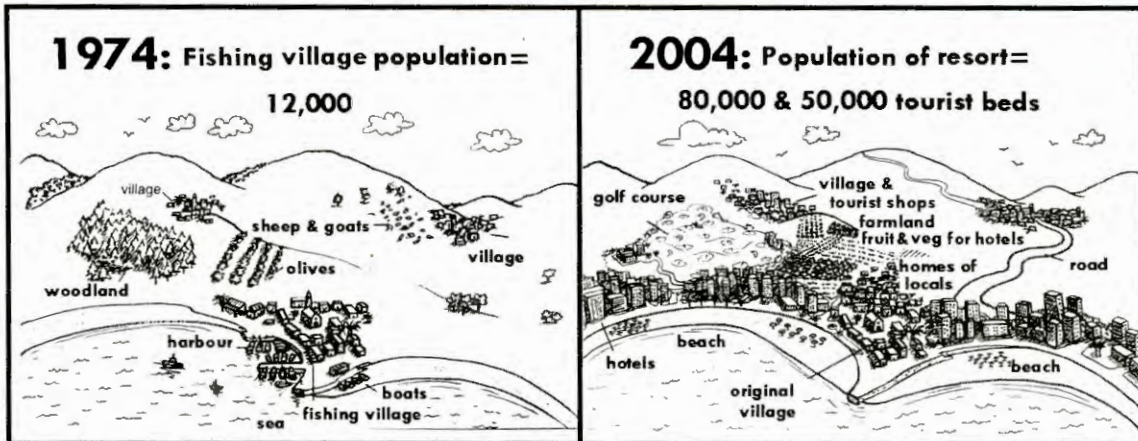 1974: Fishing village population=
12,000
village
sheep & goats
village
olives
woodland
harbour
boats
fishing village
sea
2004: Population of resort=
80,000 & 50,000 tourist beds
golf course
village &
tourist shops
farmland
fruit & veg for hotels
homes of
locals
road
beach
hotels
beach
original
village